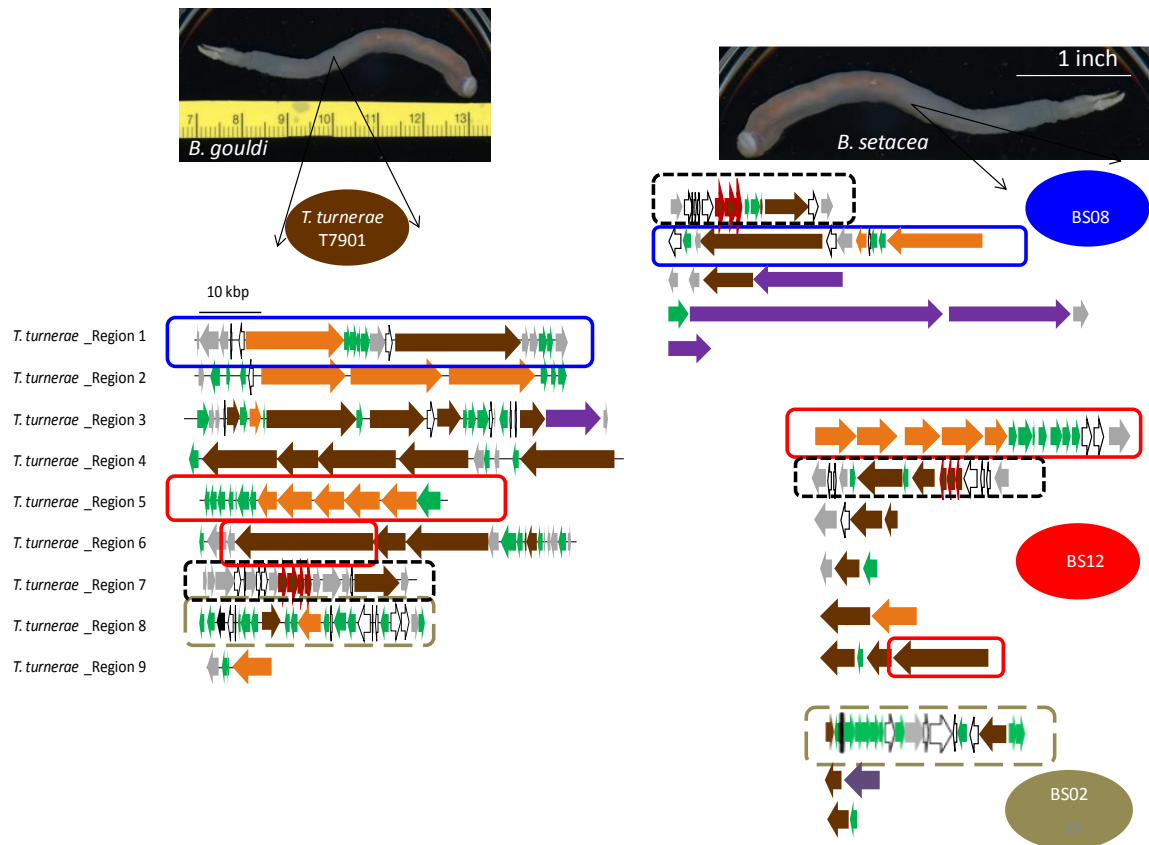 7 8 9 10 11 12 13
B. gouldi
1 inch
B. setacea
T. turnerae
T7901
BS08
10 kbp
T. turnerae _Region 1
T. turnerae _Region 2
T. turnerae _Region 3
T. turnerae _Region 4
T. turnerae _Region 5
T. turnerae _Region 6
T. turnerae _Region 7
T. turnerae _Region 8
T. turnerae _Region 9
BS12
BS02